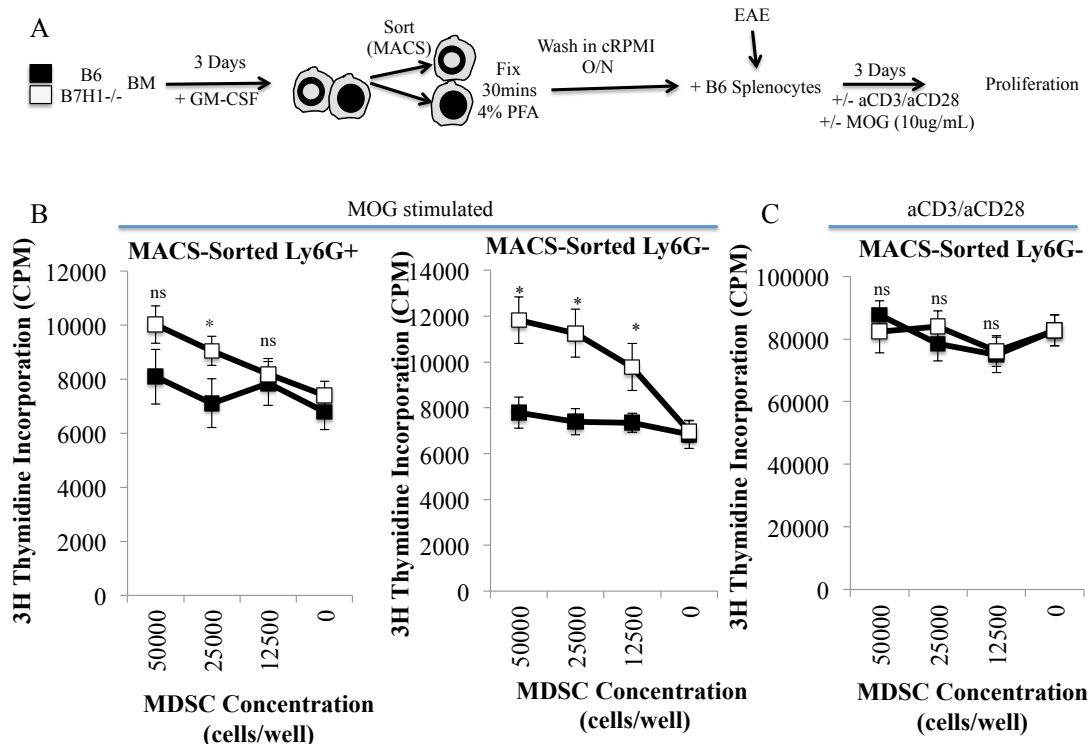 A
B6
B7H1-/-
BM
3 Days
+ GM-CSF
Sort
(MACS)
Fix
30mins
4% PFA
Wash in cRPMI
O/N
EAE
+ B6 Splenocytes
3 Days
+/- aCD3/aCD28
+/- MOG (10ug/mL)
Proliferation
B
MOG stimulated
MACS-Sorted Ly6G+
3H Thymidine Incorporation (CPM)
12000
10000
8000
6000
4000
2000
0
ns
*
ns
50000
25000
12500
0
MDSC Concentration
(cells/well)
MACS-Sorted Ly6G-
3H Thymidine Incorporation (CPM)
14000
12000
10000
8000
6000
4000
2000
0
*
*
*
50000
25000
12500
0
MDSC Concentration
(cells/well)
C
aCD3/aCD28
MACS-Sorted Ly6G-
3H Thymidine Incorporation (CPM)
100000
80000
60000
40000
20000
0
ns
ns
ns
50000
25000
12500
0
MDSC Concentration
(cells/well)